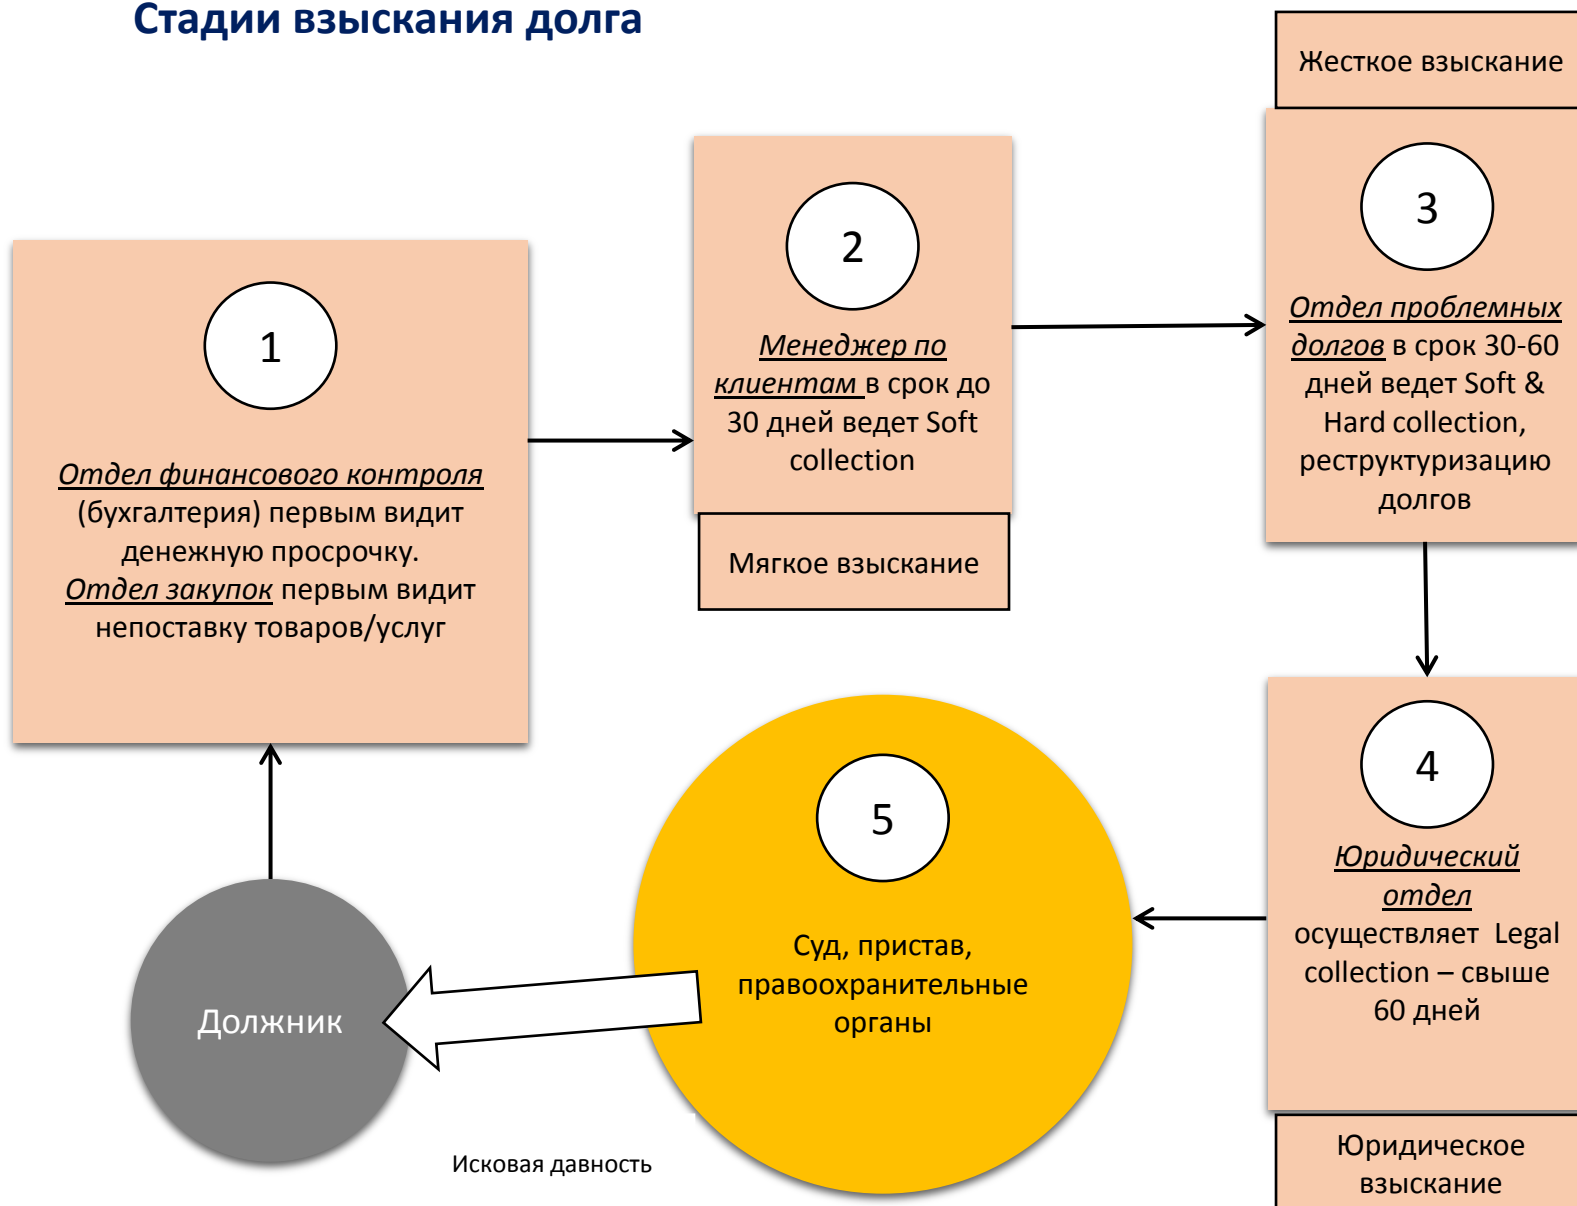 Стадии взыскания долга
1
Отдел финансового контроля
(бухгалтерия) первым видит
денежную просрочку.
Отдел закупок первым видит
непоставку товаров/услуг
2
Менеджер по
клиентам в срок до
30 дней ведет Soft
collection
Мягкое взыскание
Жесткое взыскание
3
Отдел проблемных
долгов в срок 30-60
дней ведет Soft &
Hard collection,
реструктуризацию
долгов
4
Юридический
отдел
осуществляет Legal
collection – свыше
60 дней
Юридическое
взыскание
5
Суд, пристав,
правоохранительные
органы
Должник
Исковая давность